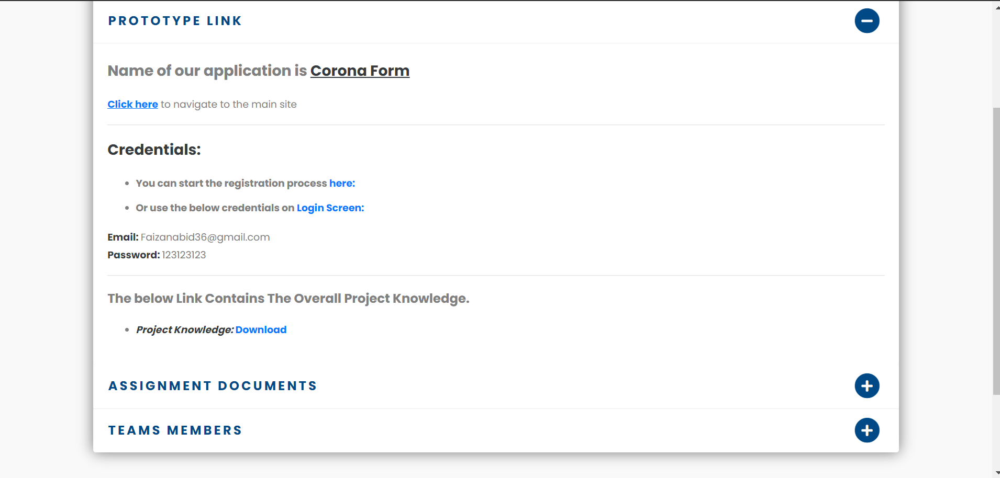 PROTOTYPE LINK
Name of our application is Corona Form
Click here to navigate to the main site
Credentials:
You can start the registration process here:
Or use the below credentials on Login Screen:
Email: Faizanabid36@gmail.com
Password: 123123123
The below Link Contains The Overall Project Knowledge.
Project Knowledge: Download
ASSIGNMENT DOCUMENTS
TEAMS MEMBERS